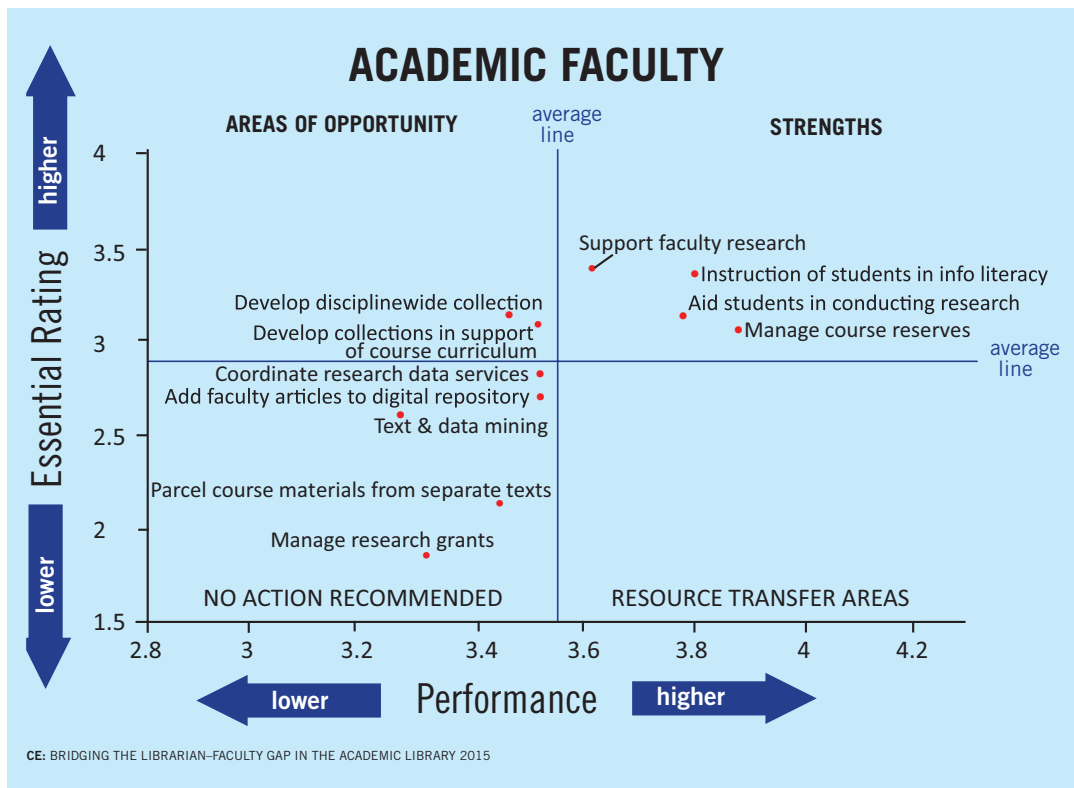 ACADEMIC FACULTY
AREAS OF OPPORTUNITY
average
line
STRENGTHS
higher
Essential Rating
lower
4
3.5
3
2.5
2
1.5
Support faculty research
Instruction of students in info literacy
Develop disciplinewide collection
Aid students in conducting research
Develop collections in support
of course curriculum
Manage course reserves
average
line
Coordinate research data services
Add faculty articles to digital repository
Text & data mining
Parcel course materials from separate texts
Manage research grants
NO ACTION RECOMMENDED
RESOURCE TRANSFER AREAS
2.8 3 3.2 3.4 3.6 3.8 4 4.2
lower Performance higher
CE: BRIDGING THE LIBRARIAN–FACULTY GAP IN THE ACADEMIC LIBRARY 2015